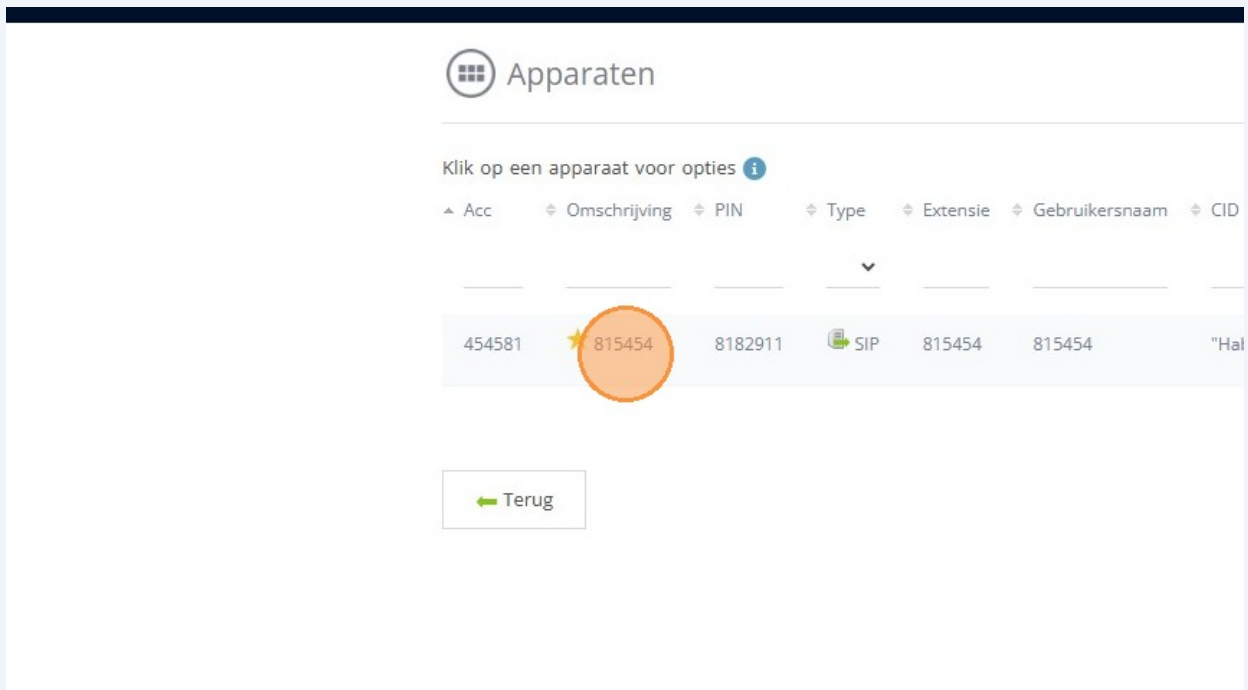 Apparaten
Klik op een apparaat voor opties
Acc Omschrijving PIN Type Extensie Gebruikersnaam CID
454581 815454 8182911 SIP 815454 815454 "Hab
Terug